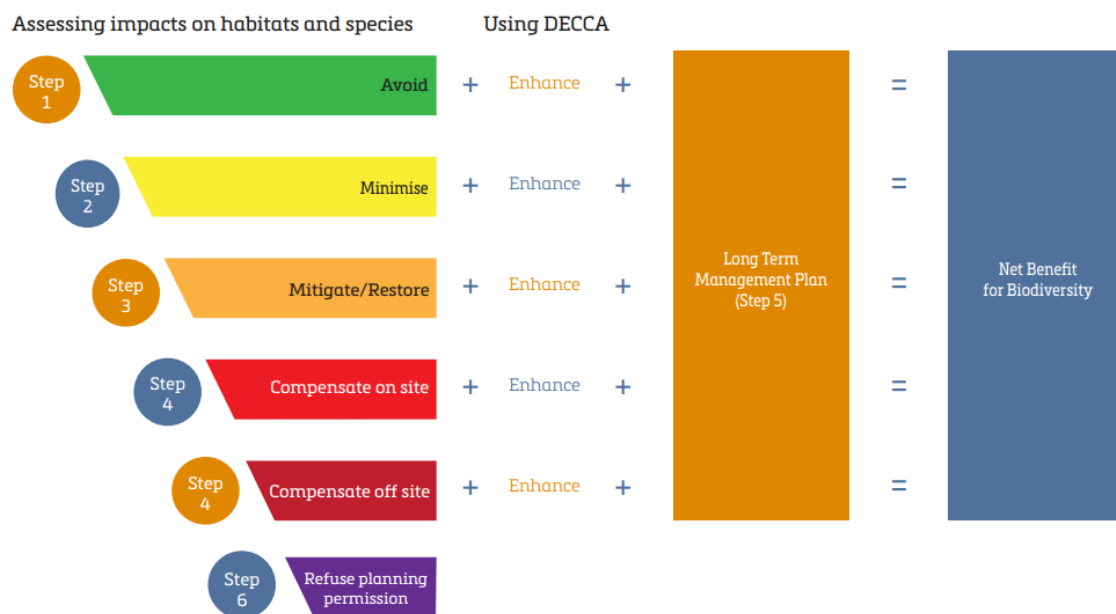 Assessing impacts on habitats and species
Using DECCA
Step
1
Avoid
+
Enhance
+
=
Step
2
Minimise
+
Enhance
+
=
Step
3
Mitigate/Restore
+
Enhance
+
Long Term
Management Plan
(Step 5)
=
Net Benefit
for Biodiversity
Step
4
Compensate on site
+
Enhance
+
=
Step
4
Compensate off site
+
Enhance
+
=
Step
6
Refuse planning
permission